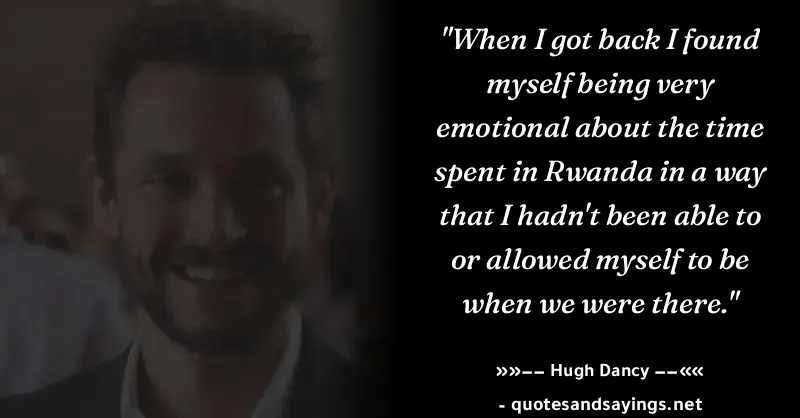 "When I got back I found
myself being very
emotional about the time
spent in Rwanda in a way
that I hadn't been able to
or allowed myself to be
when we were there."
»»−− Hugh Dancy −−««
- quotesandsayings.net